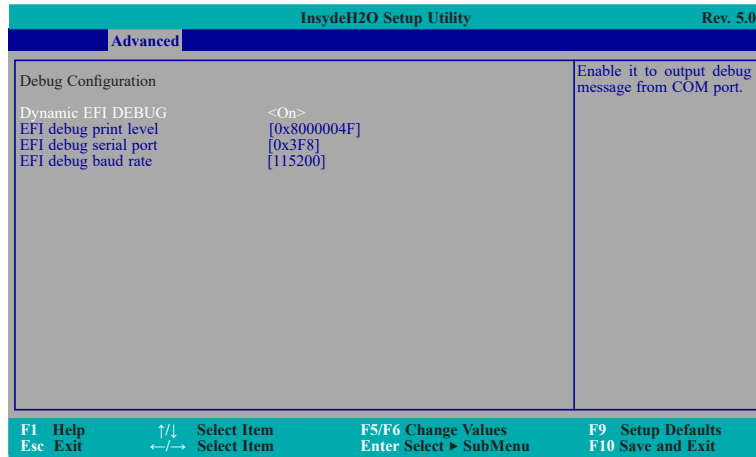 InsydeH2O Setup Utility Rev. 5.0
Advanced
Debug Configuration
Dynamic EFI DEBUG <On>
EFI debug print level [0x8000004F]
EFI debug serial port [0x3F8]
EFI debug baud rate [115200]
Enable it to output debug
message from COM port.
F1 Help ↑/↓ Select Item F5/F6 Change Values F9 Setup Defaults
Esc Exit ←/→ Select Item Enter Select ▶ SubMenu F10 Save and Exit